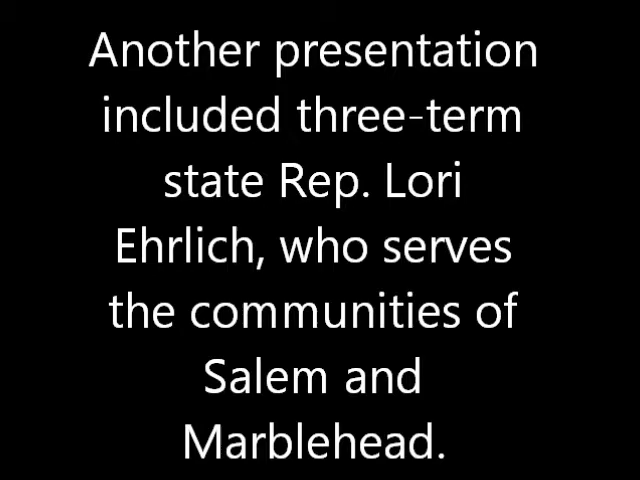 Another presentation
included three-term
state Rep. Lori
Ehrlich, who serves
the communities of
Salem and
Marblehead.